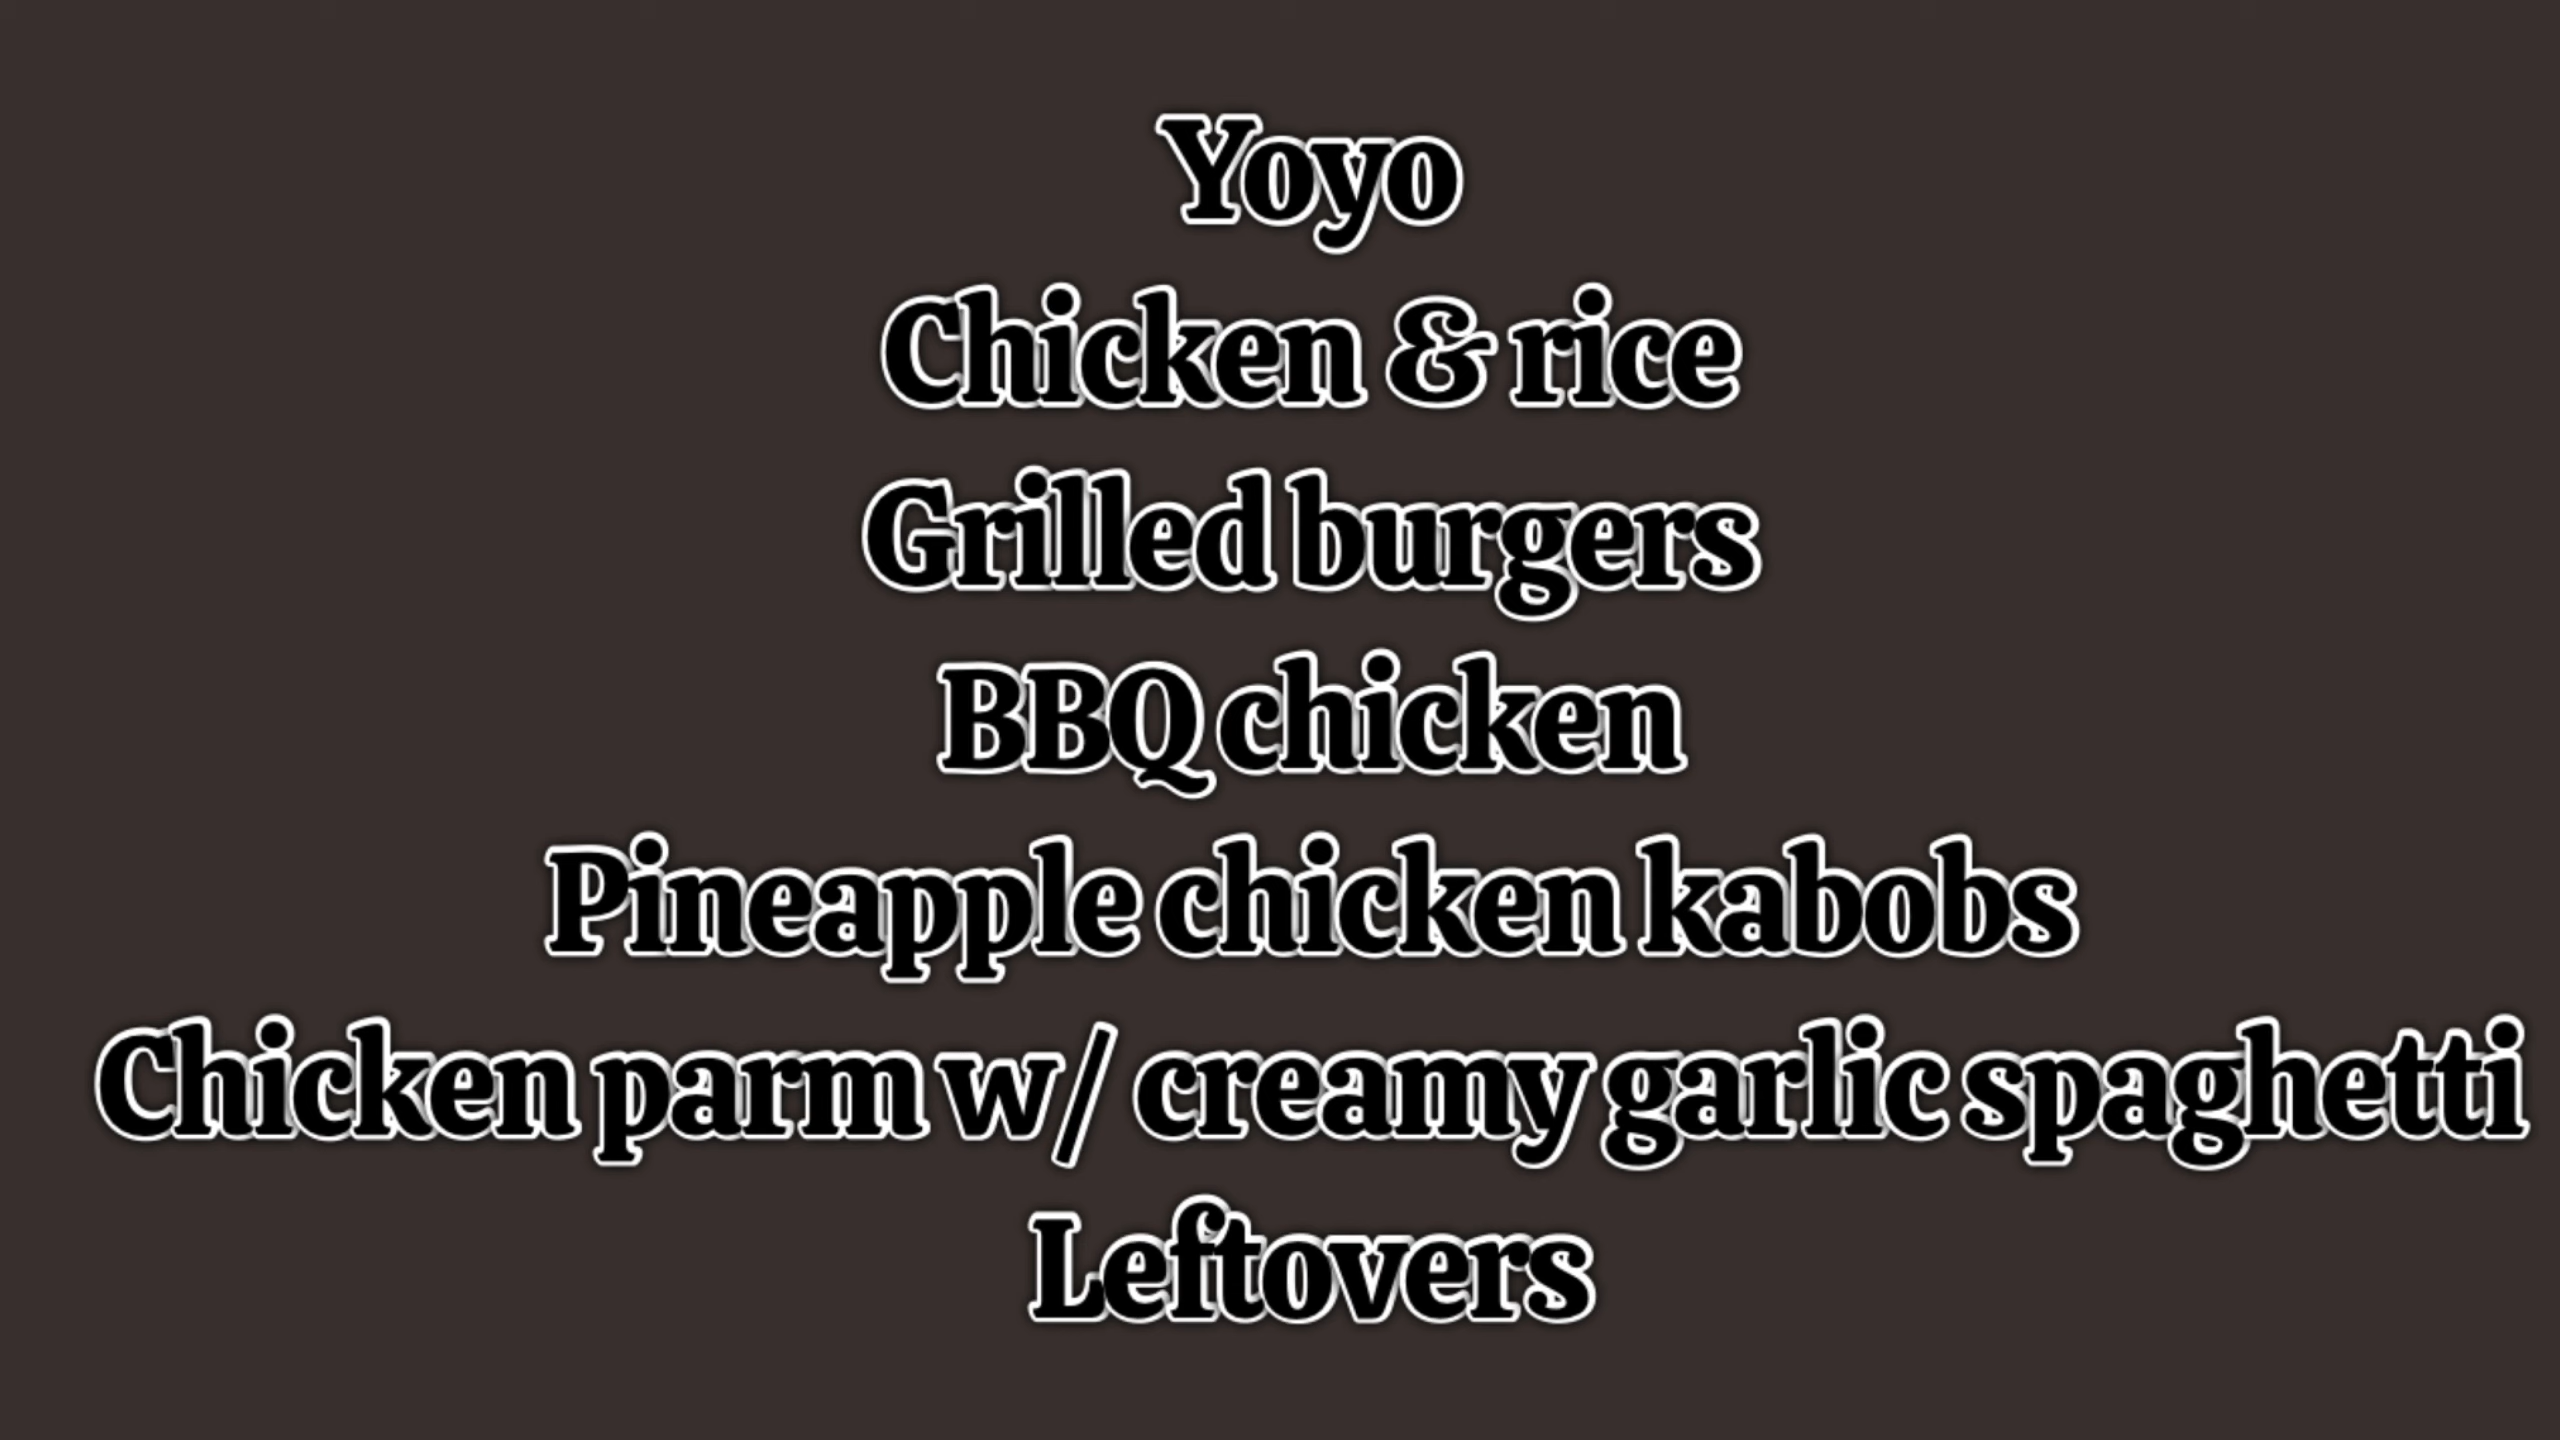 Yoyo
Chicken & rice
Grilled burgers
BBQ chicken
Pineapple chicken kabobs
Chicken parm w/ creamy garlic spaghetti
Leftovers